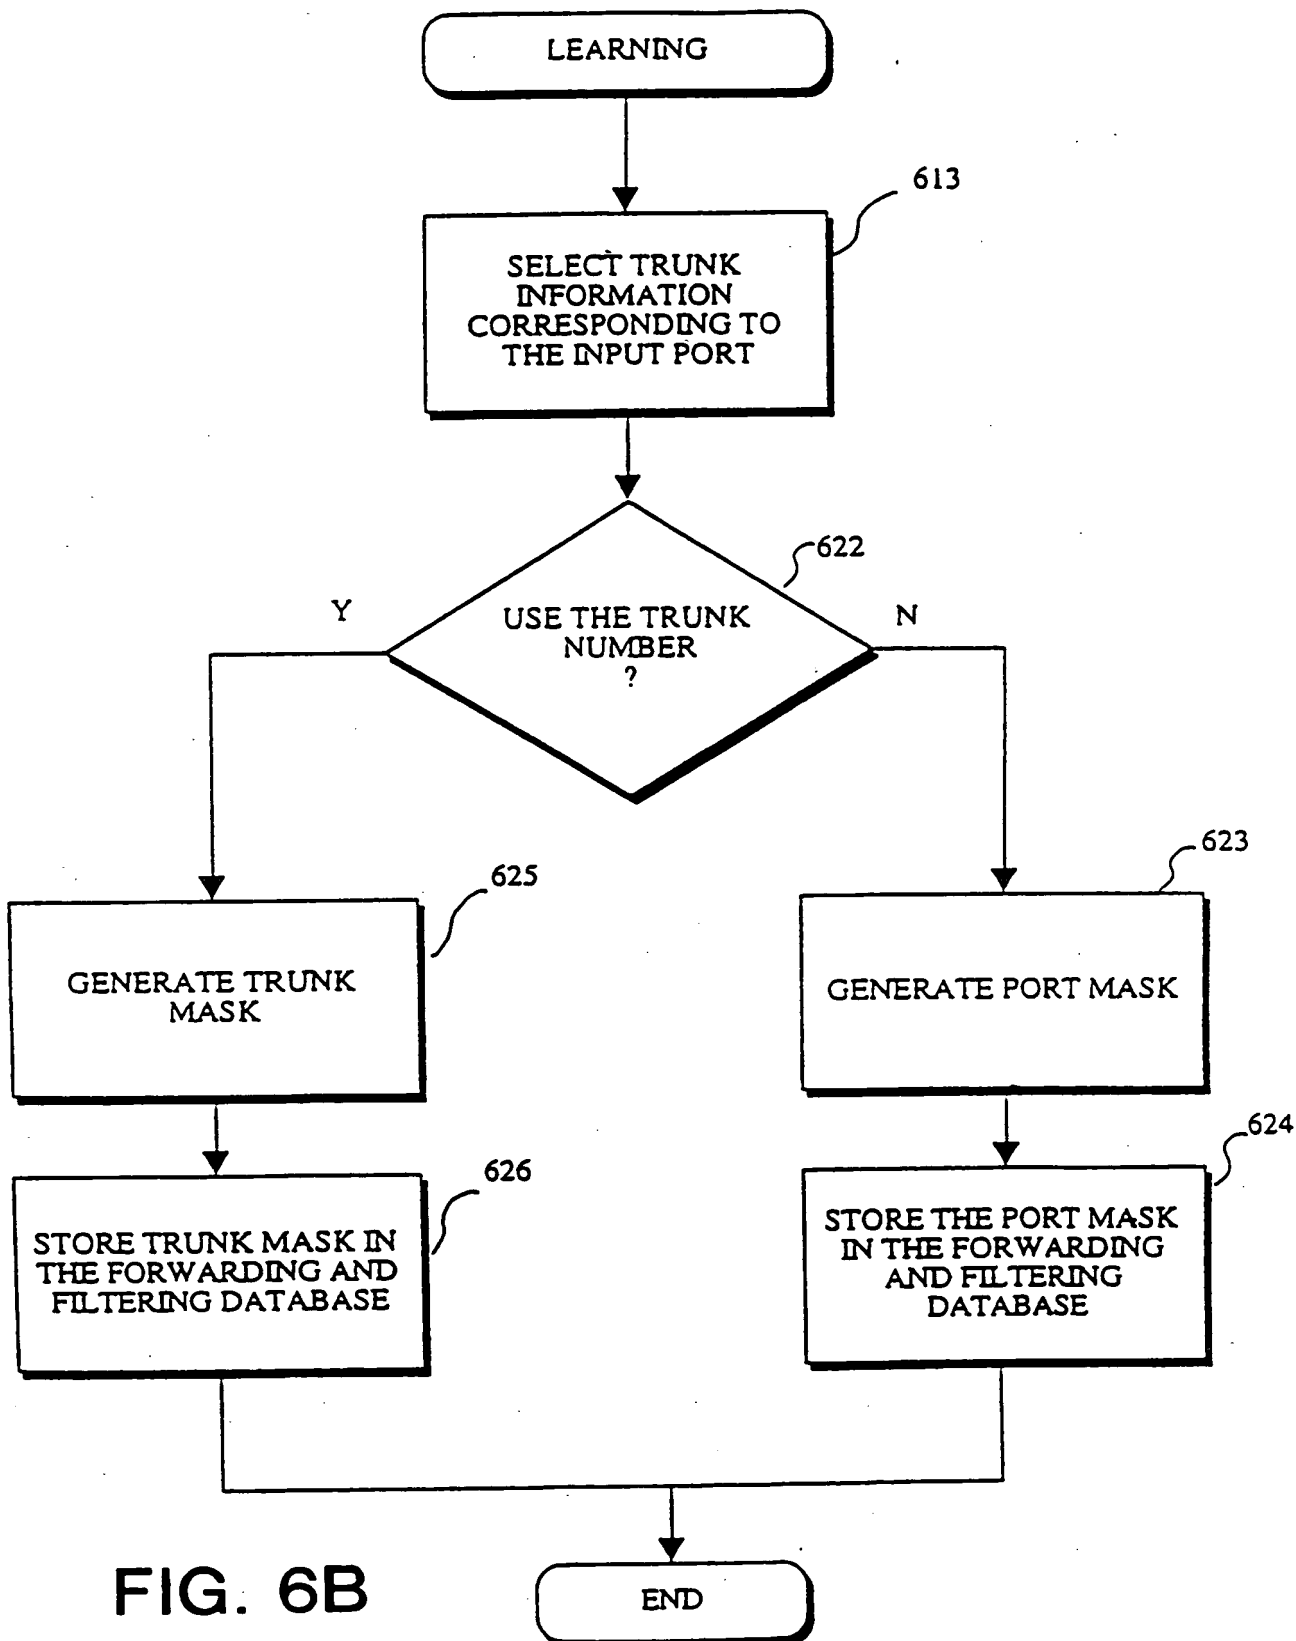 LEARNING
613
SELECT TRUNK
INFORMATION
CORRESPONDING TO
THE INPUT PORT
622
Y
USE THE TRUNK
NUMBER
?
N
625
GENERATE TRUNK
MASK
623
GENERATE PORT MASK
626
STORE TRUNK MASK IN
THE FORWARDING AND
FILTERING DATABASE
624
STORE THE PORT MASK
IN THE FORWARDING
AND FILTERING
DATABASE
END
FIG. 6B